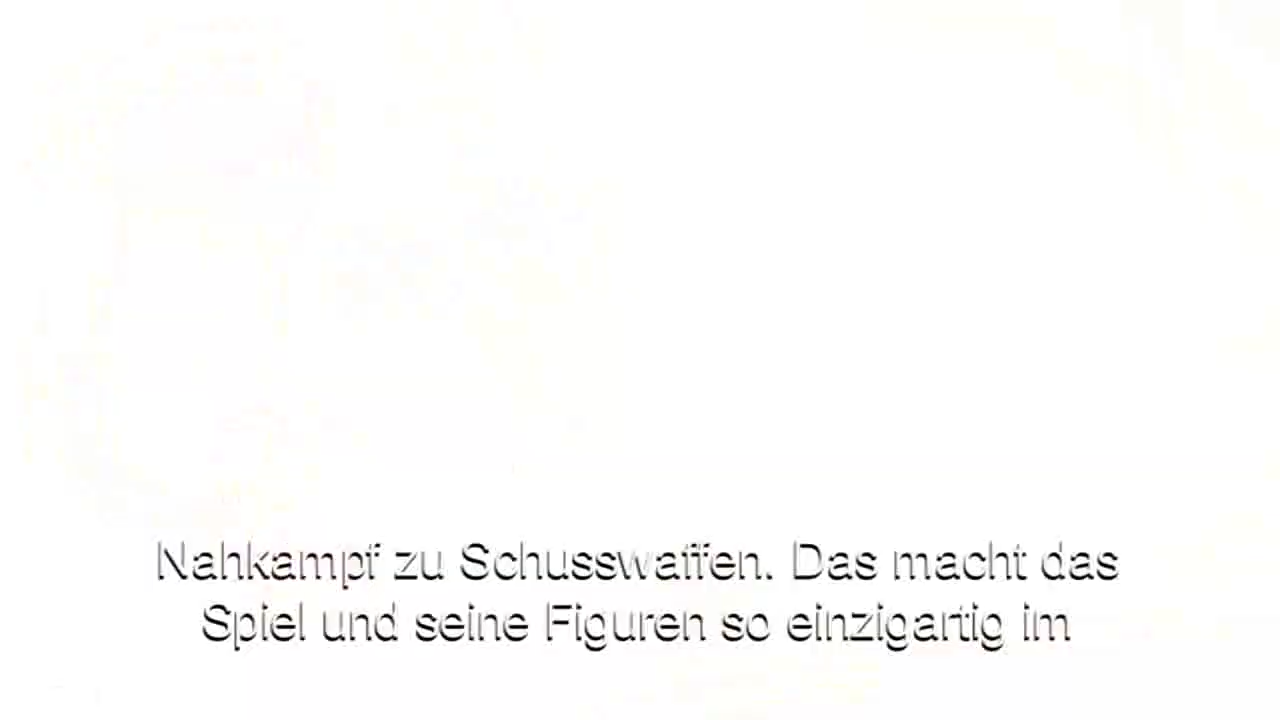 Nahkampf zu Schusswaffen. Das macht das
Spiel und seine Figuren so einzigartig im